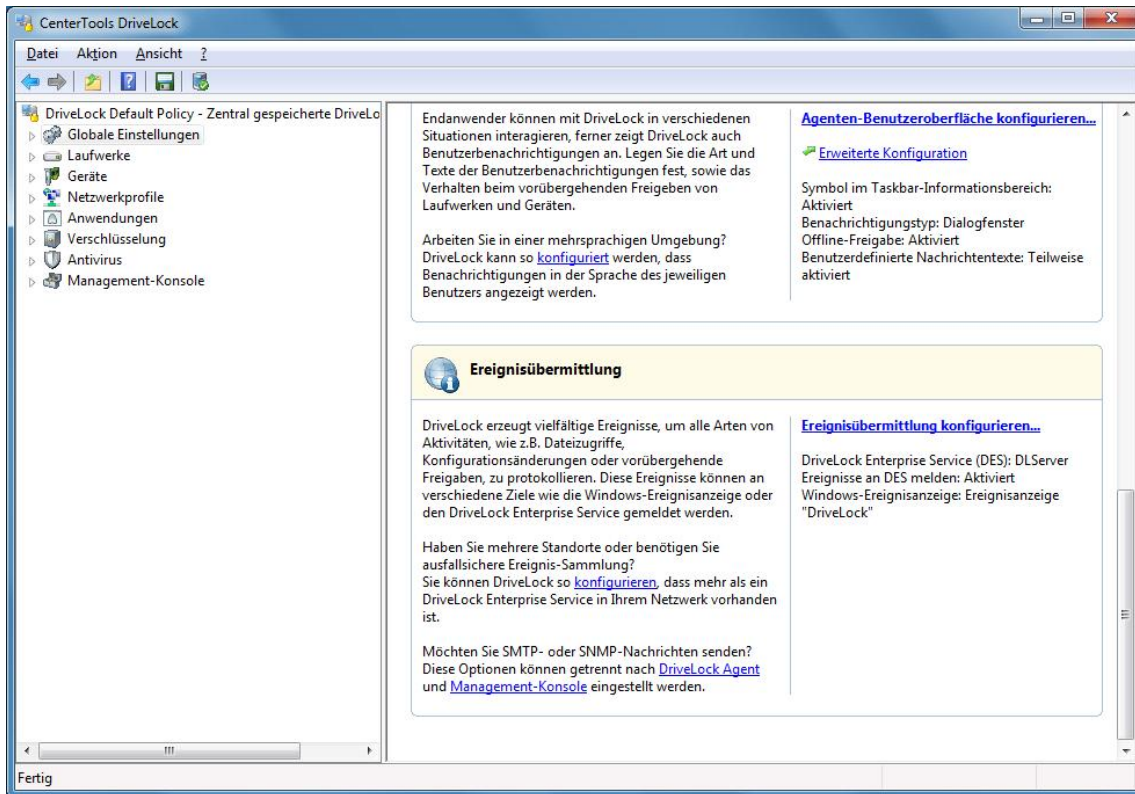 CenterTools DriveLock
Datei Aktion Ansicht ?
DriveLock Default Policy - Zentral gespeicherte DriveLo
Globale Einstellungen
Laufwerke
Geräte
Netzwerkprofile
Anwendungen
Verschlüsselung
Antivirus
Management-Konsole
Endanwender können mit DriveLock in verschiedenen
Situationen interagieren, ferner zeigt DriveLock auch
Benutzerbenachrichtigungen an. Legen Sie die Art und
Texte der Benutzerbenachrichtigungen fest, sowie das
Verhalten beim vorübergehenden Freigeben von
Laufwerken und Geräten.
Arbeiten Sie in einer mehrsprachigen Umgebung?
DriveLock kann so konfiguriert werden, dass
Benachrichtigungen in der Sprache des jeweiligen
Benutzers angezeigt werden.
Agenten-Benutzeroberfläche konfigurieren...
Erweiterte Konfiguration
Symbol im Taskbar-Informationsbereich:
Aktiviert
Benachrichtigungstyp: Dialogfenster
Offline-Freigabe: Aktiviert
Benutzerdefinierte Nachrichtentexte: Teilweise
aktiviert
Ereignisübermittlung
DriveLock erzeugt vielfältige Ereignisse, um alle Arten von
Aktivitäten, wie z.B. Dateizugriffe,
Konfigurationsänderungen oder vorübergehende
Freigaben, zu protokollieren. Diese Ereignisse können an
verschiedene Ziele wie die Windows-Ereignisanzeige oder
den DriveLock Enterprise Service gemeldet werden.
Haben Sie mehrere Standorte oder benötigen Sie
ausfallsichere Ereignis-Sammlung?
Sie können DriveLock so konfigurieren, dass mehr als ein
DriveLock Enterprise Service in Ihrem Netzwerk vorhanden
ist.
Möchten Sie SMTP- oder SNMP-Nachrichten senden?
Diese Optionen können getrennt nach DriveLock Agent
und Management-Konsole eingestellt werden.
Ereignisübermittlung konfigurieren...
DriveLock Enterprise Service (DES): DLServer
Ereignisse an DES melden: Aktiviert
Windows-Ereignisanzeige: Ereignisanzeige
"DriveLock"
Fertig